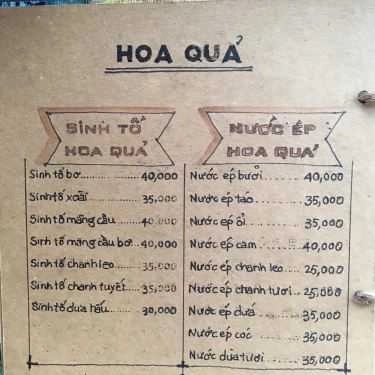 HOA QUẢ
SINH TỐ
HOA QUẢ
Sinh tố bơ............40,000
Sinh tố xoài..........35,000
Sinh tố mãng cầu....40,000
Sinh tố mãng cầu bơ..40,000
Sinh tố chanh leo.....35,000
Sinh tố chanh tuyết...35,000
Sinh tố dưa hấu......30,000
NƯỚC ÉP
HOA QUẢ
Nước ép bưởi.......40,000
Nước ép táo.........35,000
Nước ép ổi...........35,000
Nước ép cam........40,000
Nước ép chanh leo...25,000
Nước ép chanh tươi..25,000
Nước ép dứa.........35,000
Nước ép cóc.........35,000
Nước dừa tươi.......35,000